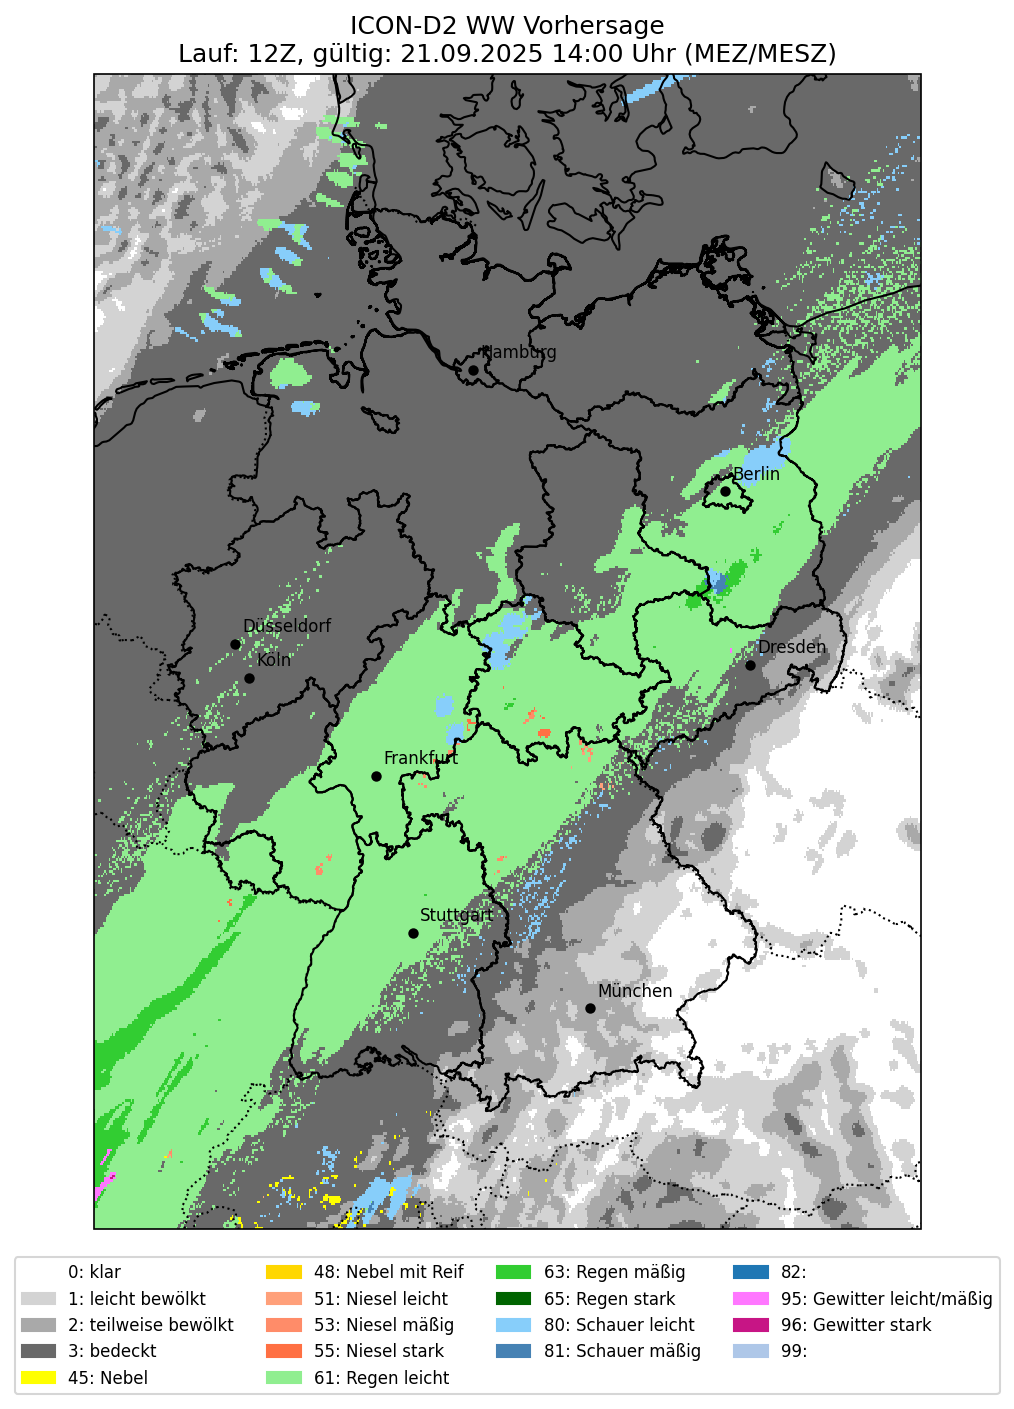 ICON-D2 WW Vorhersage
Lauf: 12Z, gültig: 21.09.2025 14:00 Uhr (MEZ/MESZ)
Hamburg
Berlin
Düsseldorf
Köln
Dresden
Frankfurt
Stuttgart
München
0: klar
1: leicht bewölkt
2: teilweise bewölkt
3: bedeckt
45: Nebel
48: Nebel mit Reif
51: Niesel leicht
53: Niesel mäßig
55: Niesel stark
61: Regen leicht
63: Regen mäßig
65: Regen stark
80: Schauer leicht
81: Schauer mäßig
82:
95: Gewitter leicht/mäßig
96: Gewitter stark
99: